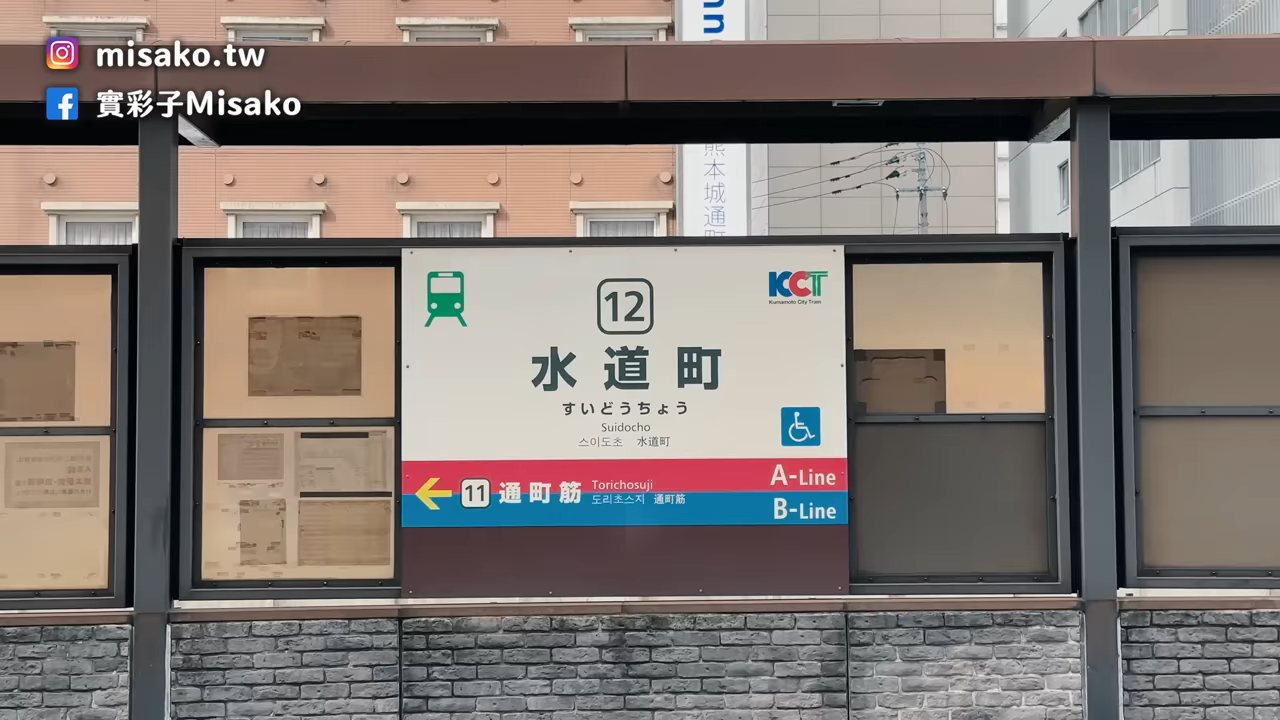 misako.tw
實彩子Misako
nn
熊本城通町
12
KCT
Kumamoto City Tram
水道町
すいどうちょう
Suidocho
스이도초 水道町
11 通町筋 Torichosuji
도리초스지 通町筋
A-Line
B-Line